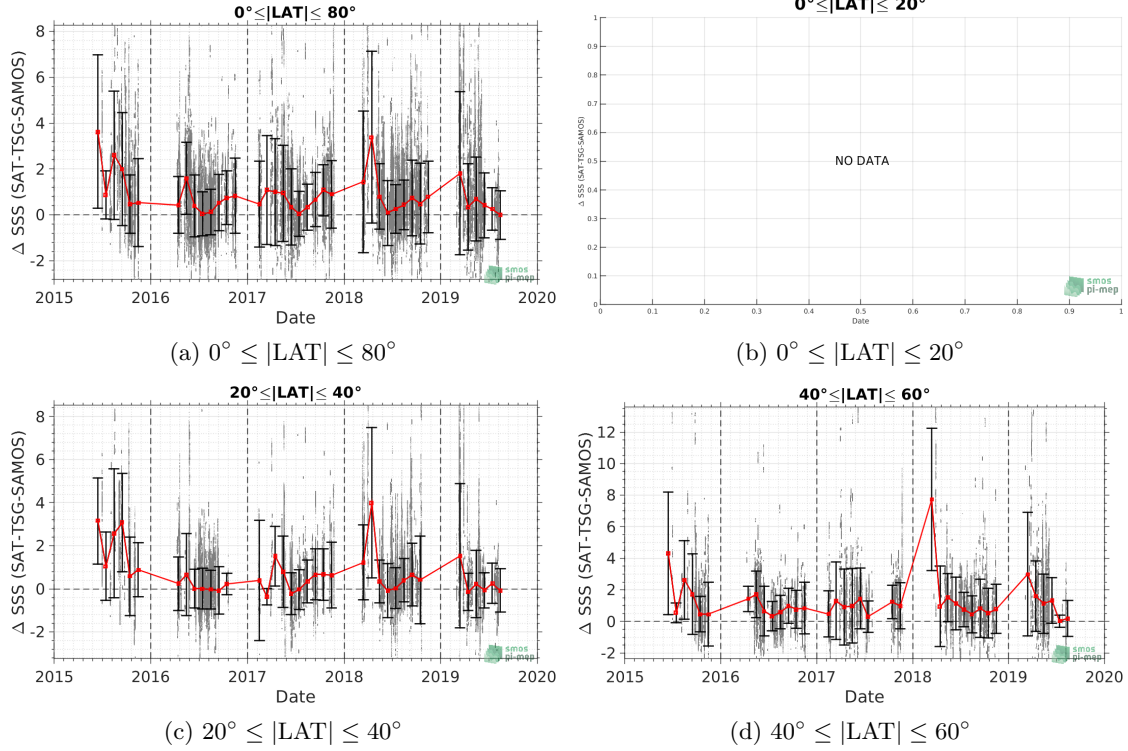 0°≤|LAT|≤ 80°
Δ SSS (SAT-TSG-SAMOS)
8
6
4
2
0
-2
2015 2016 2017 2018 2019 2020
Date
smos
pi-mep
(a) 0° ≤ |LAT| ≤ 80°
0°≤|LAT|≤ 20°
Δ SSS (SAT-TSG-SAMOS)
1
0.9
0.8
0.7
0.6
0.5
0.4
0.3
0.2
0.1
0
NO DATA
0 0.1 0.2 0.3 0.4 0.5 0.6 0.7 0.8 0.9 1
Date
smos
pi-mep
(b) 0° ≤ |LAT| ≤ 20°
20°≤|LAT|≤ 40°
Δ SSS (SAT-TSG-SAMOS)
8
6
4
2
0
-2
2015 2016 2017 2018 2019 2020
Date
smos
pi-mep
(c) 20° ≤ |LAT| ≤ 40°
40°≤|LAT|≤ 60°
Δ SSS (SAT-TSG-SAMOS)
12
10
8
6
4
2
0
-2
2015 2016 2017 2018 2019 2020
Date
smos
pi-mep
(d) 40° ≤ |LAT| ≤ 60°